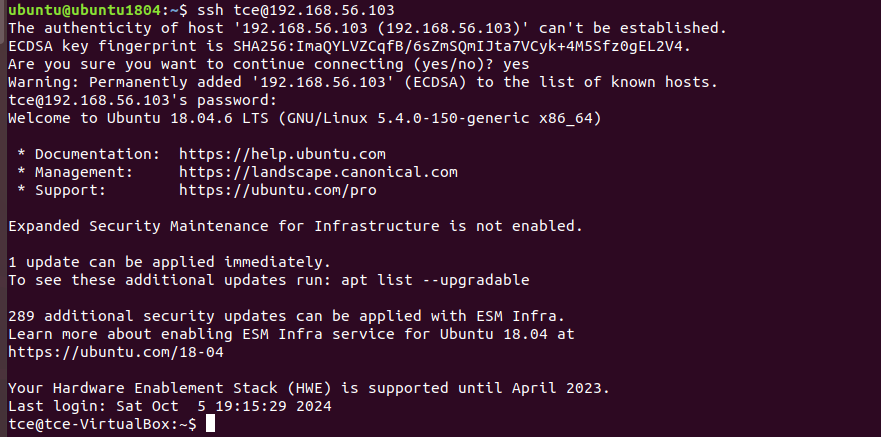 ubuntu@ubuntu1804:~$ ssh tce@192.168.56.103
The authenticity of host '192.168.56.103 (192.168.56.103)' can't be established.
ECDSA key fingerprint is SHA256:ImaQYLVZCqfB/6sZmSQmIJta7VCyk+4M5Sfz0gEL2V4.
Are you sure you want to continue connecting (yes/no)? yes
Warning: Permanently added '192.168.56.103' (ECDSA) to the list of known hosts.
tce@192.168.56.103's password:
Welcome to Ubuntu 18.04.6 LTS (GNU/Linux 5.4.0-150-generic x86_64)
* Documentation:  https://help.ubuntu.com
* Management:     https://landscape.canonical.com
* Support:        https://ubuntu.com/pro
Expanded Security Maintenance for Infrastructure is not enabled.
1 update can be applied immediately.
To see these additional updates run: apt list --upgradable
289 additional security updates can be applied with ESM Infra.
Learn more about enabling ESM Infra service for Ubuntu 18.04 at
https://ubuntu.com/18-04
Your Hardware Enablement Stack (HWE) is supported until April 2023.
Last login: Sat Oct  5 19:15:29 2024
tce@tce-VirtualBox:~$